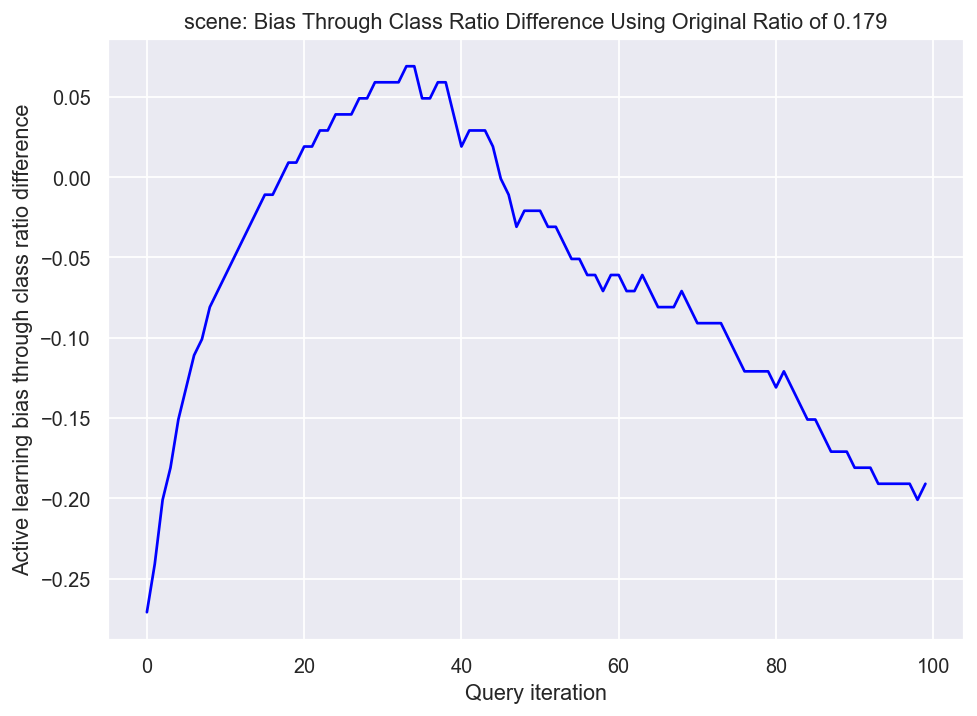 scene: Bias Through Class Ratio Difference Using Original Ratio of 0.179
Active learning bias through class ratio difference
0.05
0.00
−0.05
−0.10
−0.15
−0.20
−0.25
0 20 40 60 80 100
Query iteration